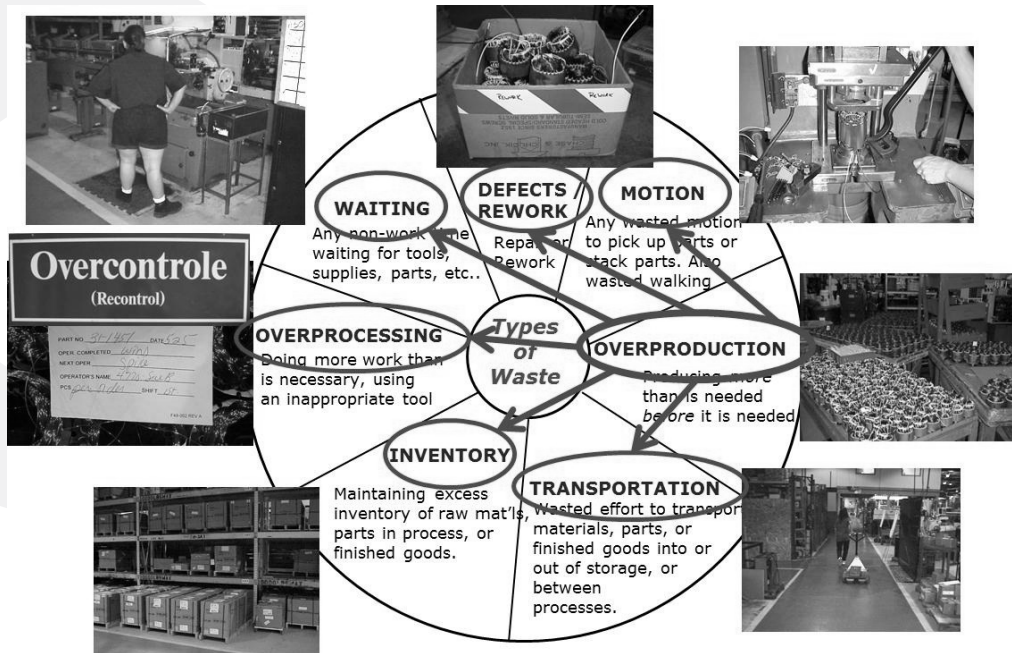 REWORK
REWORK
WAITING
Any non-work time
waiting for tools,
supplies, parts, etc..
DEFECTS /
REWORK
Repair or
Rework
MOTION
Any wasted motion
to pick up parts or
stack parts. Also
wasted walking
Overcontrole
(Recontrol)
PART NO.
DATE 5/25
OPER. COMPLETED Wind
NEXT OPER.
OPERATOR'S NAME
PCS.
SHIFT
OVERPROCESSING
Doing more work than
is necessary, using
an inappropriate tool
Types
of
Waste
OVERPRODUCTION
Producing more
than is needed
before it is needed
INVENTORY
Maintaining excess
inventory of raw mat'ls,
parts in process, or
finished goods.
TRANSPORTATION
Wasted effort to transport
materials, parts, or
finished goods into or
out of storage, or
between
processes.